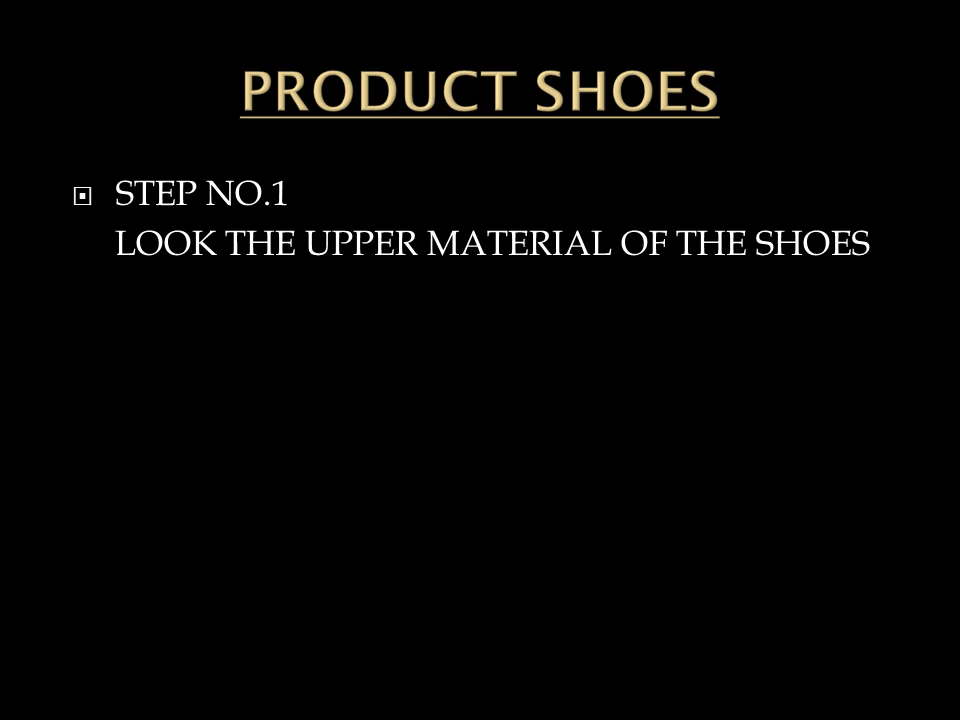 PRODUCT SHOES
STEP NO.1
LOOK THE UPPER MATERIAL OF THE SHOES